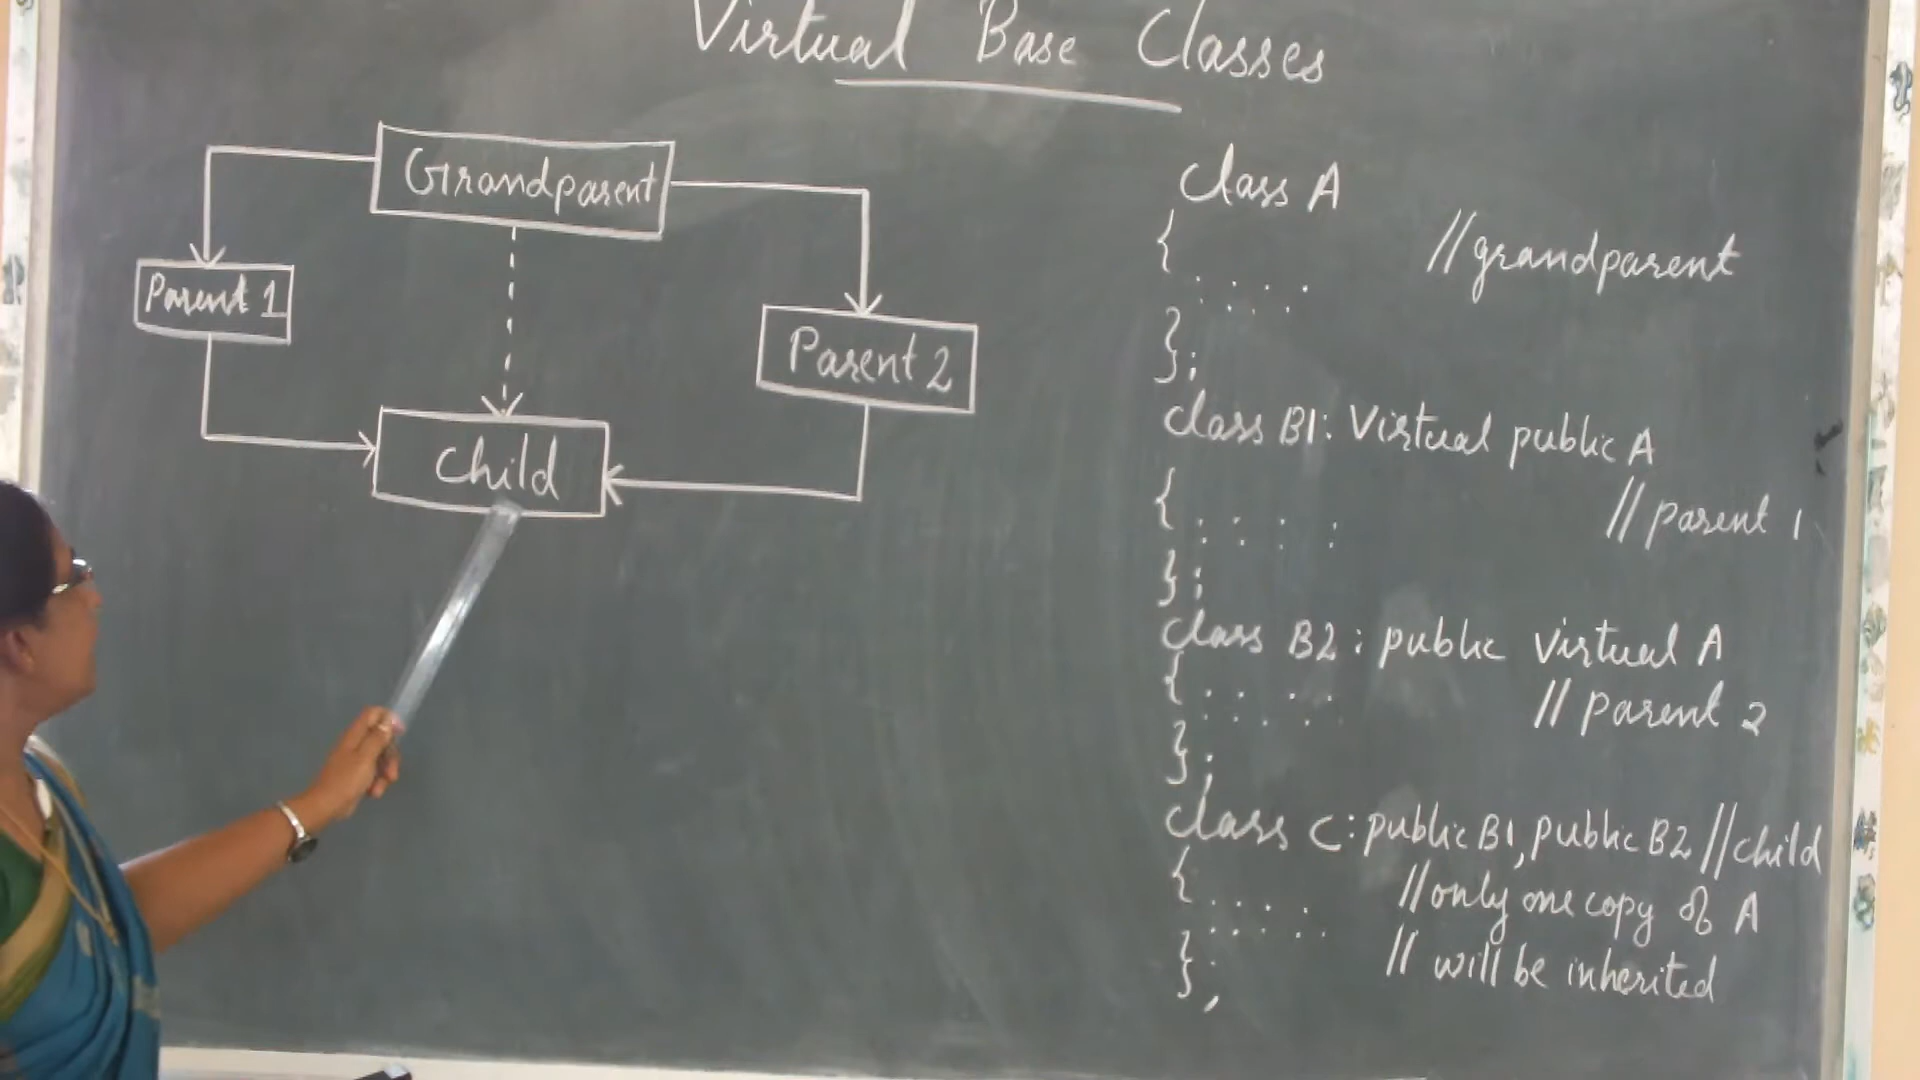 Virtual Base Classes
Grandparent
Parent 1
Parent 2
Child
class A
{ //grandparent
. . . .
};
class B1: Virtual public A
{ : : : :
// parent 1
};
class B2: public virtual A
{ . . . .
// parent 2
};
class C: public B1, public B2 //child
{ . . . . //only one copy of A
}; // will be inherited